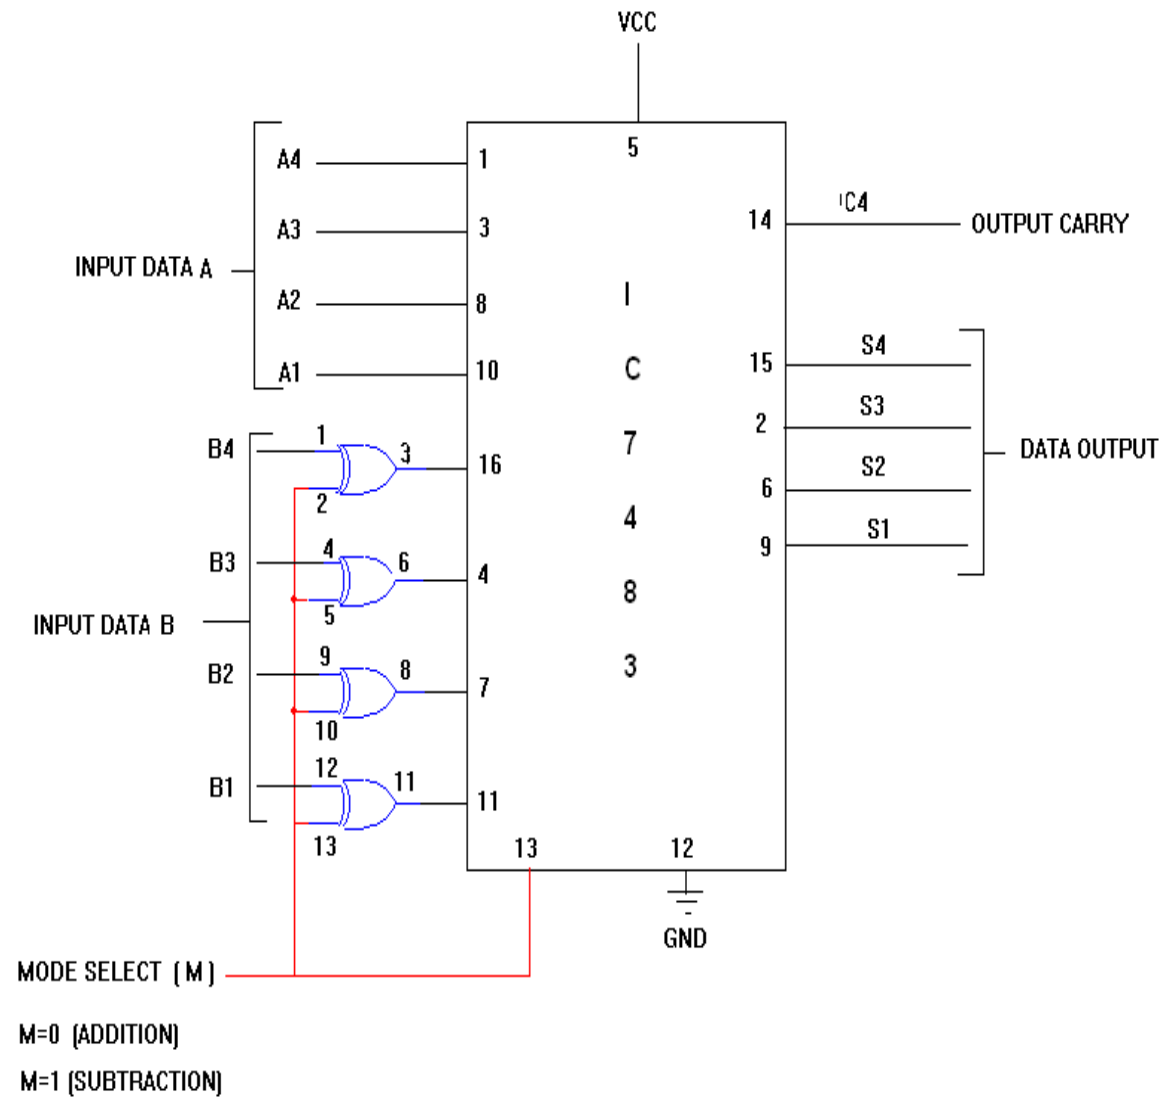 VCC
5
A4
1
A3
3
INPUT DATA A
A2
8
A1
10
14
C4
OUTPUT CARRY
I
C
7
4
8
3
15
S4
2
S3
6
S2
9
S1
DATA OUTPUT
B4
1
2
3
16
B3
4
5
6
4
INPUT DATA B
B2
9
10
8
7
B1
12
13
11
11
13
12
GND
MODE SELECT (M)
M=0 (ADDITION)
M=1 (SUBTRACTION)